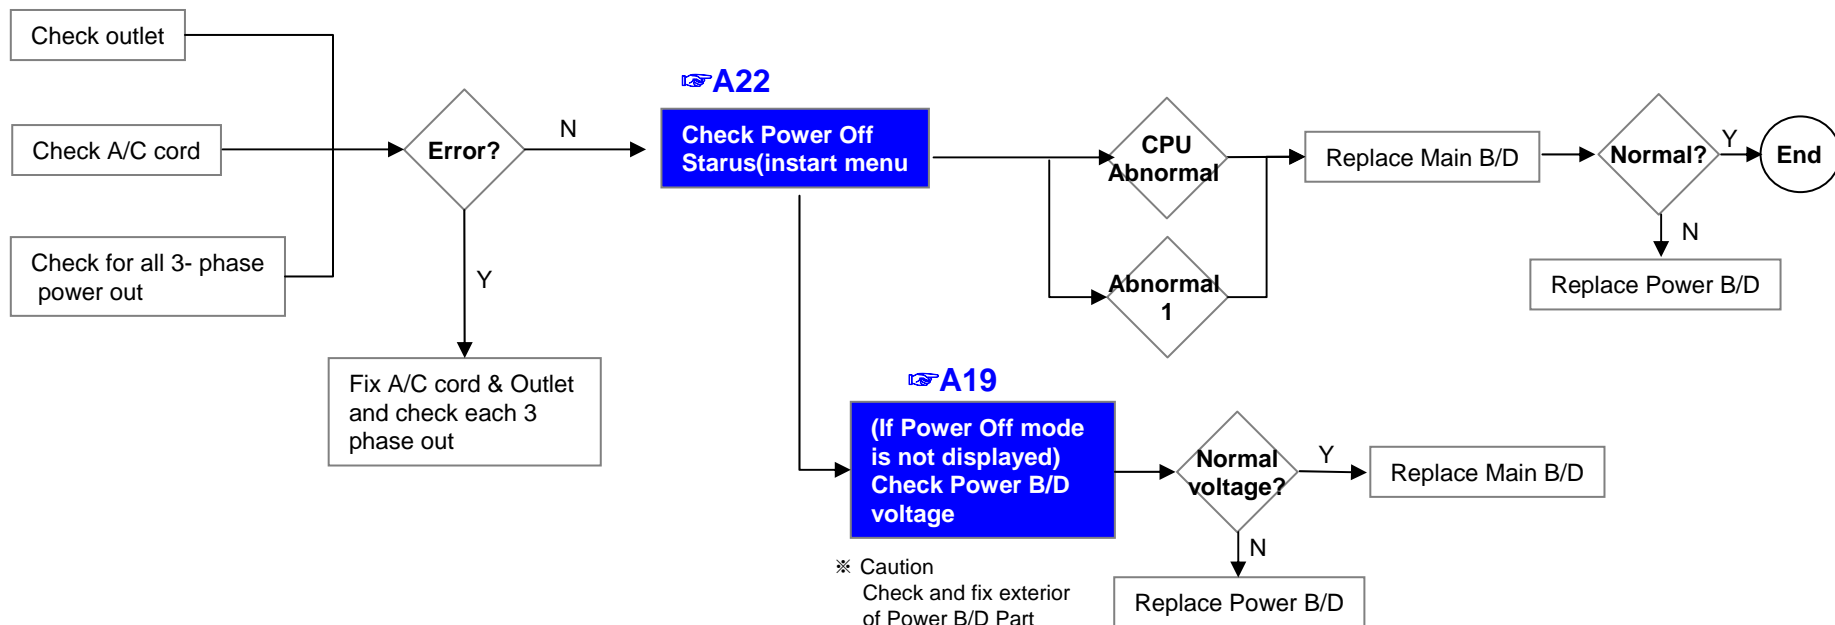 Check outlet
Check A/C cord
Check for all 3- phase
power out
Error?
N
Y
Fix A/C cord & Outlet
and check each 3
phase out
☞A22
Check Power Off
Starus(instart menu
CPU
Abnormal
Abnormal
1
Replace Main B/D
Normal?
Y
End
N
Replace Power B/D
☞A19
(If Power Off mode
is not displayed)
Check Power B/D
voltage
※ Caution
Check and fix exterior
of Power B/D Part
Normal
voltage?
Y
Replace Main B/D
N
Replace Power B/D